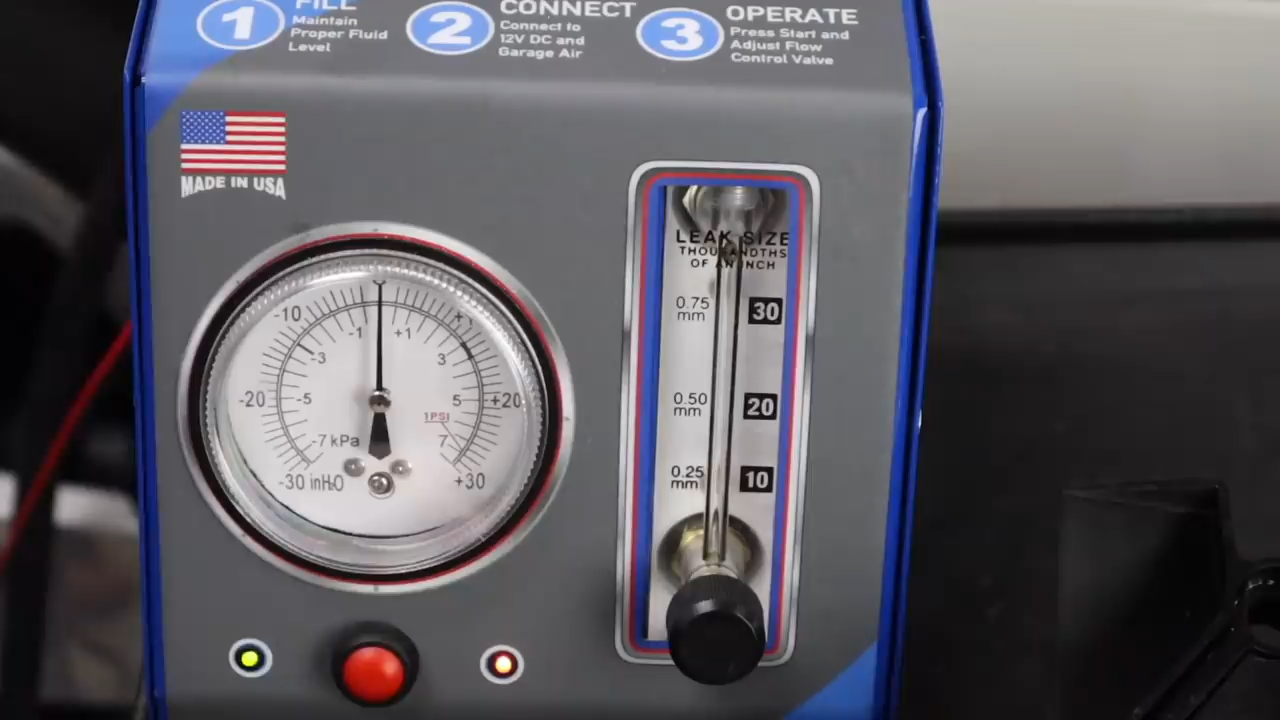 FILL
Maintain
Proper Fluid
Level
CONNECT
Connect to
12V DC and
Garage Air
OPERATE
Press Start and
Adjust Flow
Control Valve
1
2
3
MADE IN USA
0
-10
-1
+1
-3
3
-20
-5
5
+20
1PSI
-7 kPa
7
-30 inH₂O
+30
LEAK SIZE
THOUSANDTHS
OF AN INCH
0.75
mm
30
0.50
mm
20
0.25
mm
10